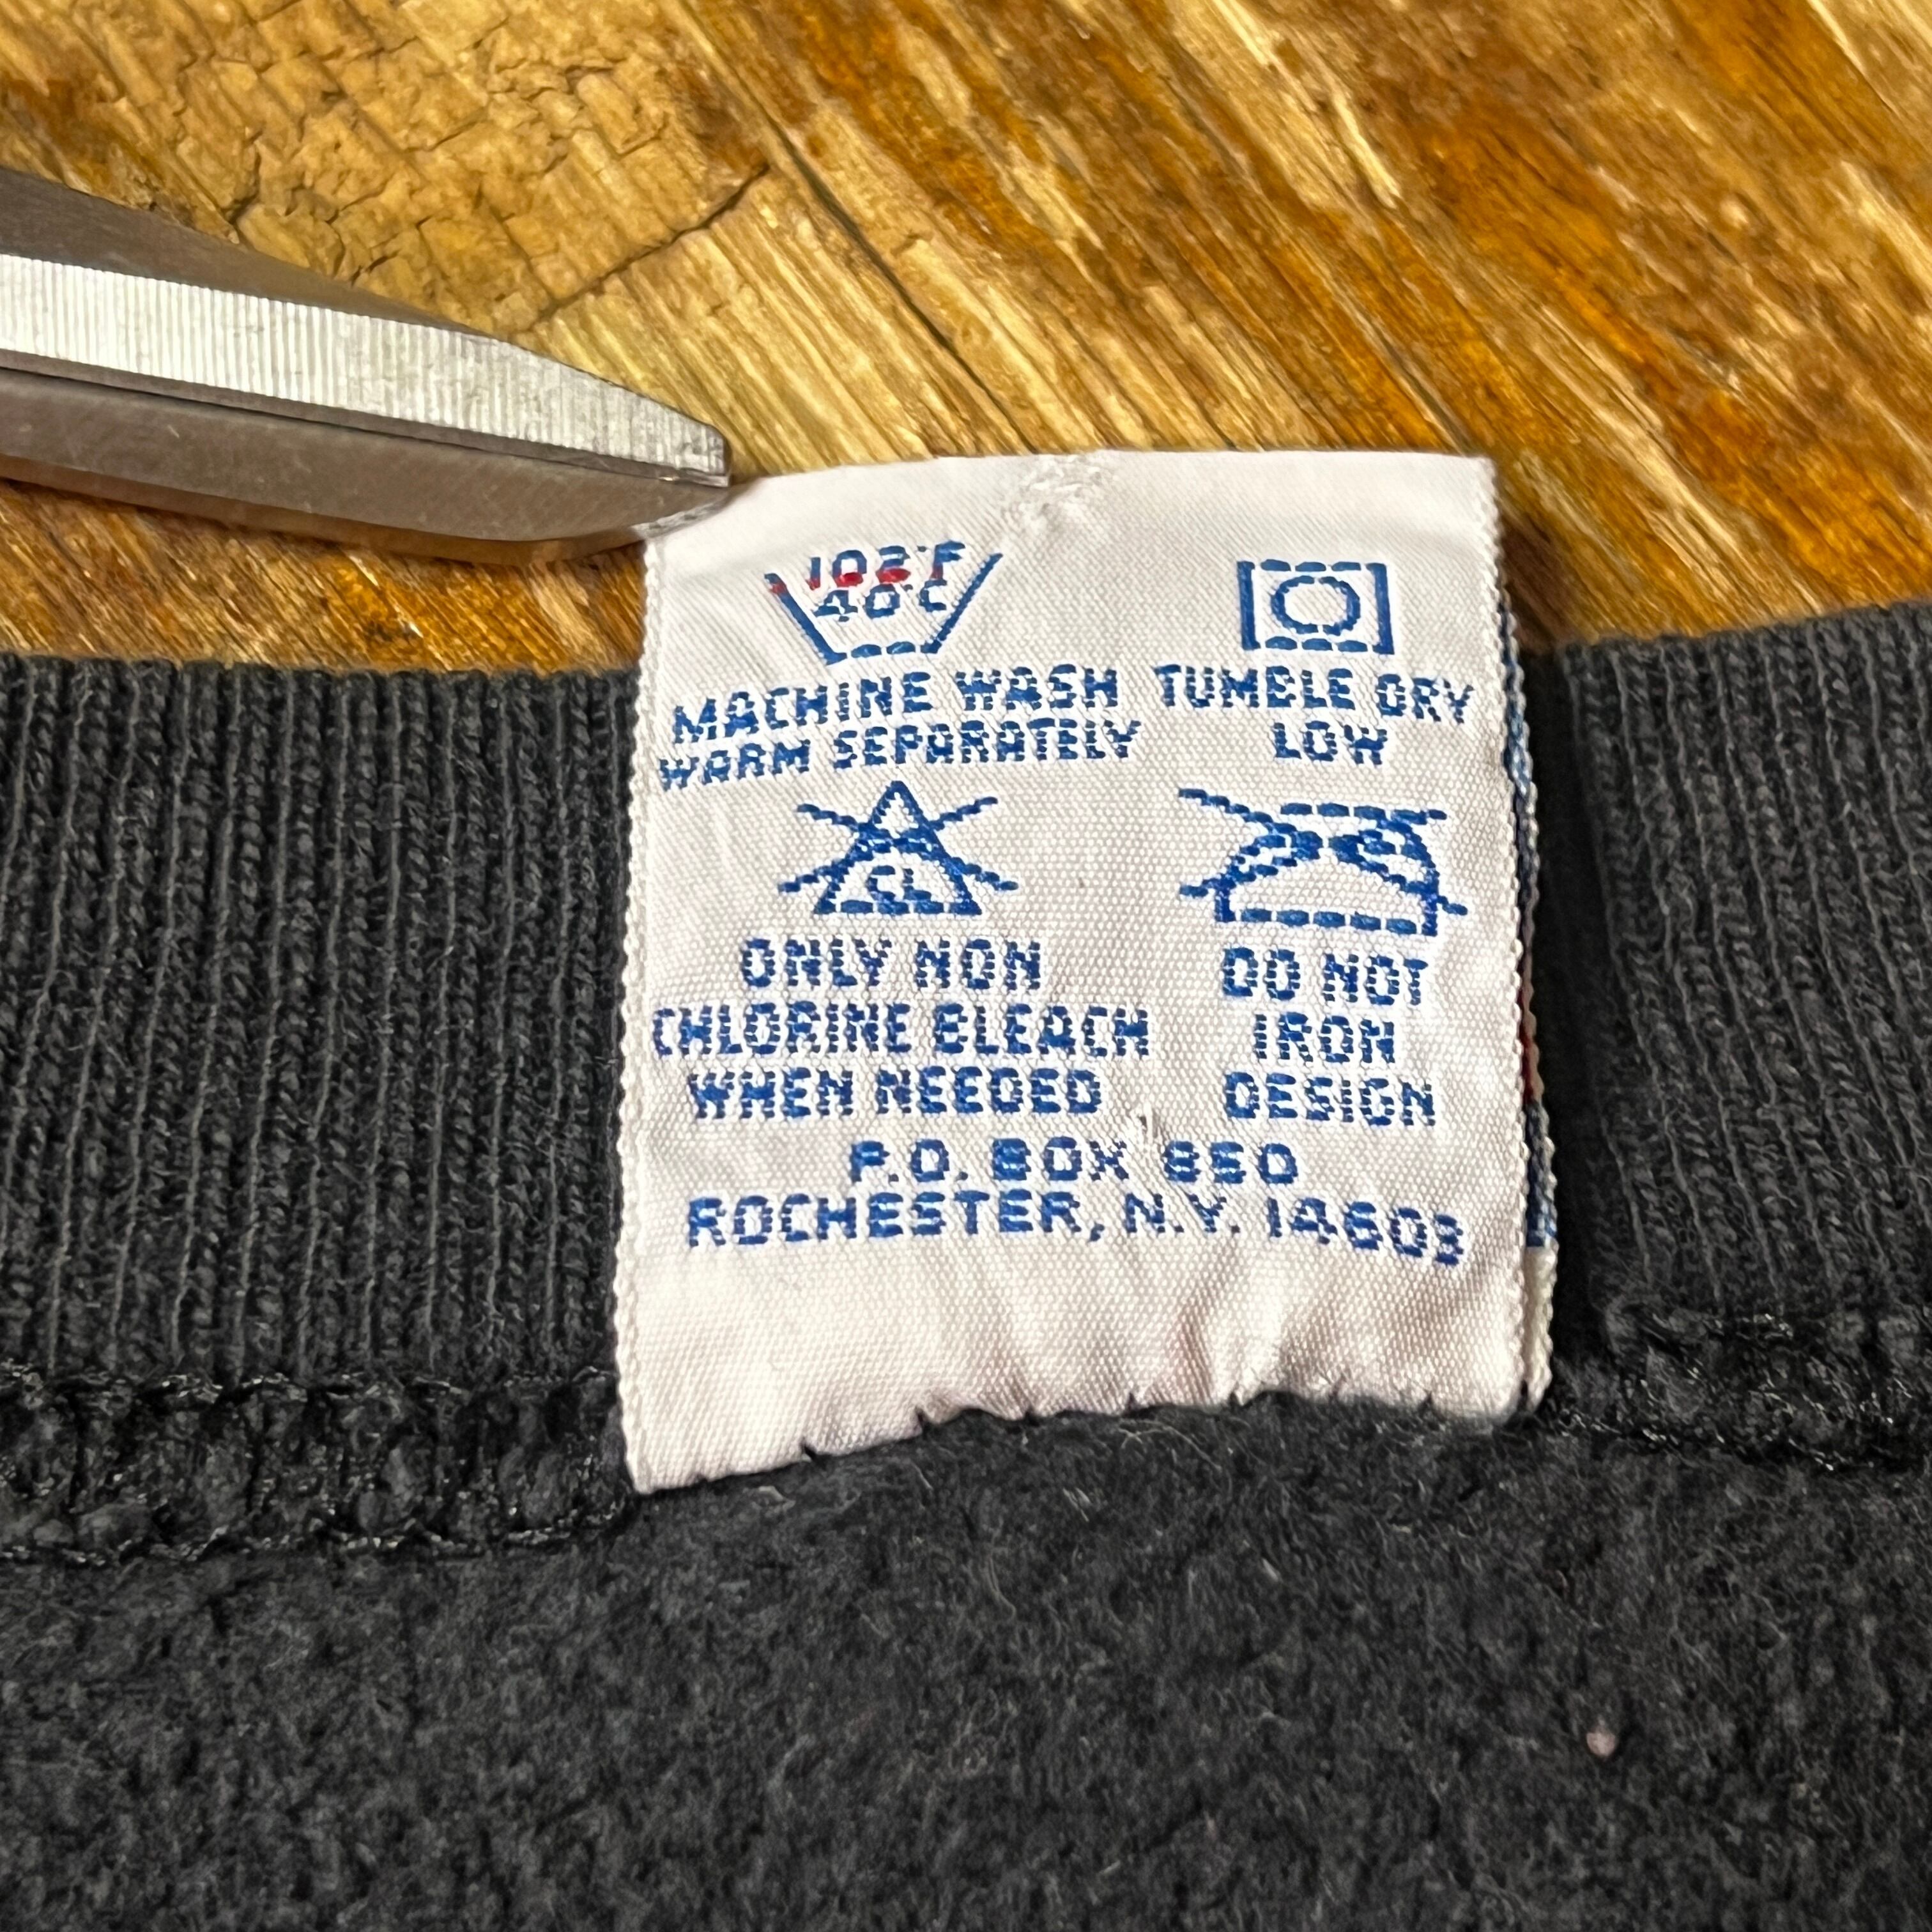 102°F
40°C
MACHINE WASH
WARM SEPARATELY
TUMBLE DRY
LOW
CL
ONLY NON
CHLORINE BLEACH
WHEN NEEDED
DO NOT
IRON
DESIGN
P.O. BOX 850
ROCHESTER, N.Y. 14603